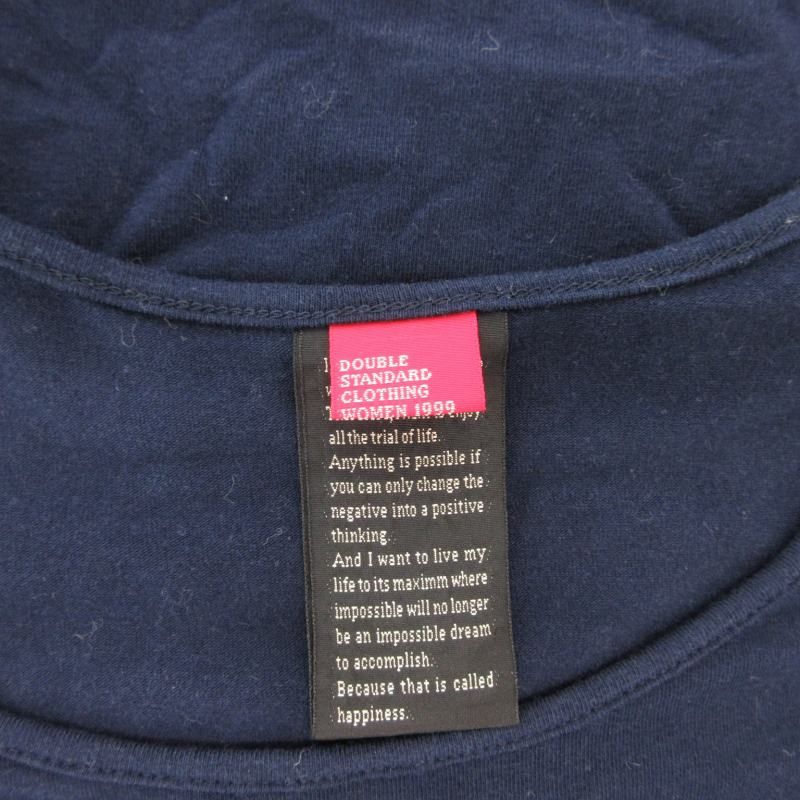 DOUBLE
STANDARD
CLOTHING
WOMEN 1999
all the trial of life.
Anything is possible if
you can only change the
negative into a positive
thinking.
And I want to live my
life to its maximm where
impossible will no longer
be an impossible dream
to accomplish.
Because that is called
happiness.